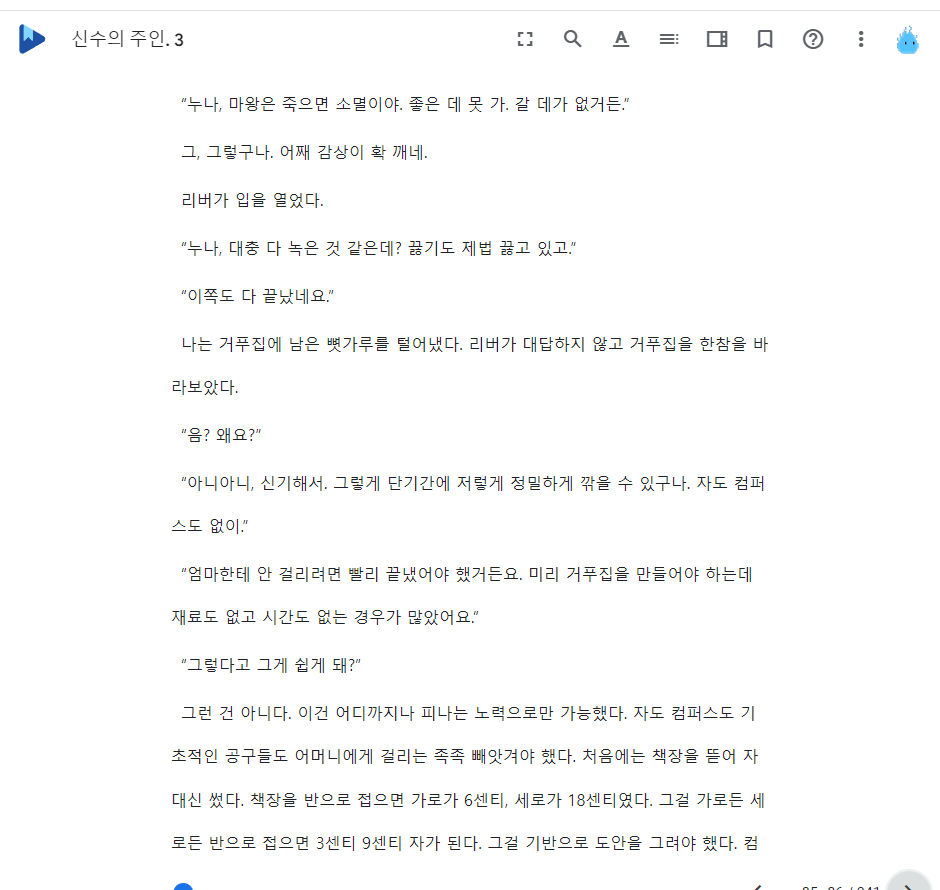 신수의 주인. 3
“누나, 마왕은 죽으면 소멸이야. 좋은 데 못 가. 갈 데가 없거든.”
그, 그렇구나. 어째 감상이 확 깨네.
리버가 입을 열었다.
“누나, 대충 다 녹은 것 같은데? 끓기도 제법 끓고 있고.”
“이쪽도 다 끝났네요.”
나는 거푸집에 남은 뼛가루를 털어냈다. 리버가 대답하지 않고 거푸집을 한참을 바
라보았다.
“음? 왜요?”
“아니아니, 신기해서. 그렇게 단기간에 저렇게 정밀하게 깎을 수 있구나. 자도 컴퍼
스도 없이.”
“엄마한테 안 걸리려면 빨리 끝냈어야 했거든요. 미리 거푸집을 만들어야 하는데
재료도 없고 시간도 없는 경우가 많았어요.”
“그렇다고 그게 쉽게 돼?”
그런 건 아니다. 이건 어디까지나 피나는 노력으로만 가능했다. 자도 컴퍼스도 기
초적인 공구들도 어머니에게 걸리는 족족 빼앗겨야 했다. 처음에는 책장을 뜯어 자
대신 썼다. 책장을 반으로 접으면 가로가 6센티, 세로가 18센티였다. 그걸 가로든 세
로든 반으로 접으면 3센티 9센티 자가 된다. 그걸 기반으로 도안을 그려야 했다. 컴